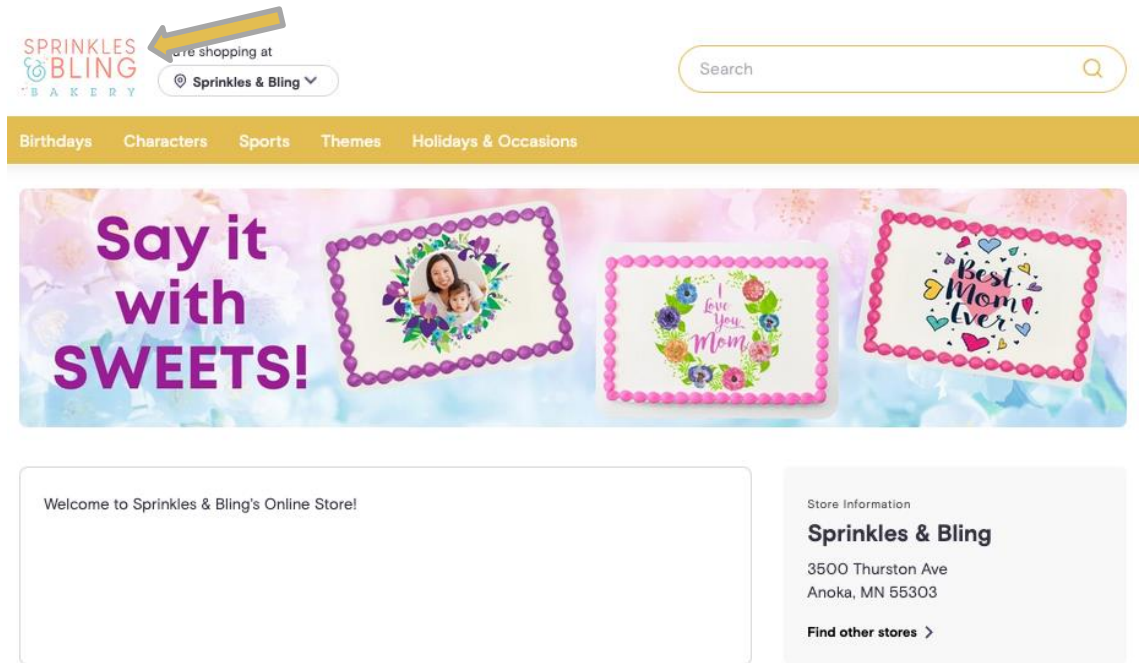 SPRINKLES
& BLING
BAKERY
shopping at
Sprinkles & Bling
Search
Birthdays Characters Sports Themes Holidays & Occasions
Say it
with
SWEETS!
I
Love
You
Mom
Best
Mom
Ever
Welcome to Sprinkles & Bling's Online Store!
Store Information
Sprinkles & Bling
3500 Thurston Ave
Anoka, MN 55303
Find other stores